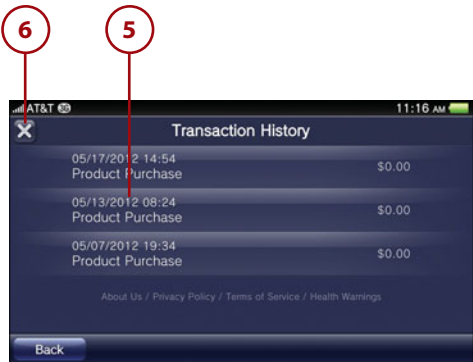 6 5
AT&T 3G 11:16 AM
X Transaction History
05/17/2012 14:54
Product Purchase $0.00
05/13/2012 08:24
Product Purchase $0.00
05/07/2012 19:34
Product Purchase $0.00
About Us / Privacy Policy / Terms of Service / Health Warnings
Back